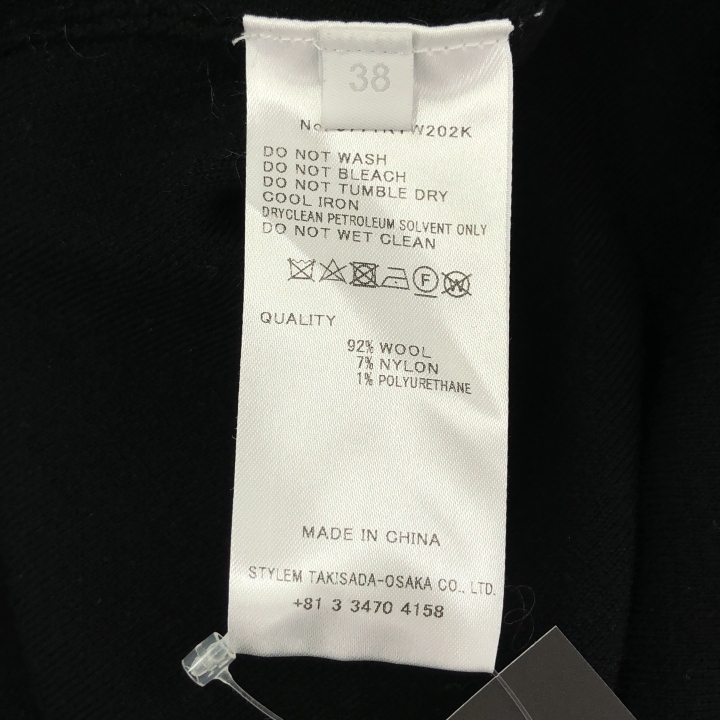 38
No. W202K
DO NOT WASH
DO NOT BLEACH
DO NOT TUMBLE DRY
COOL IRON
DRYCLEAN PETROLEUM SOLVENT ONLY
DO NOT WET CLEAN
F W
QUALITY
92% WOOL
7% NYLON
1% POLYURETHANE
MADE IN CHINA
STYLEM TAKISADA-OSAKA CO., LTD.
+81 3 3470 4158